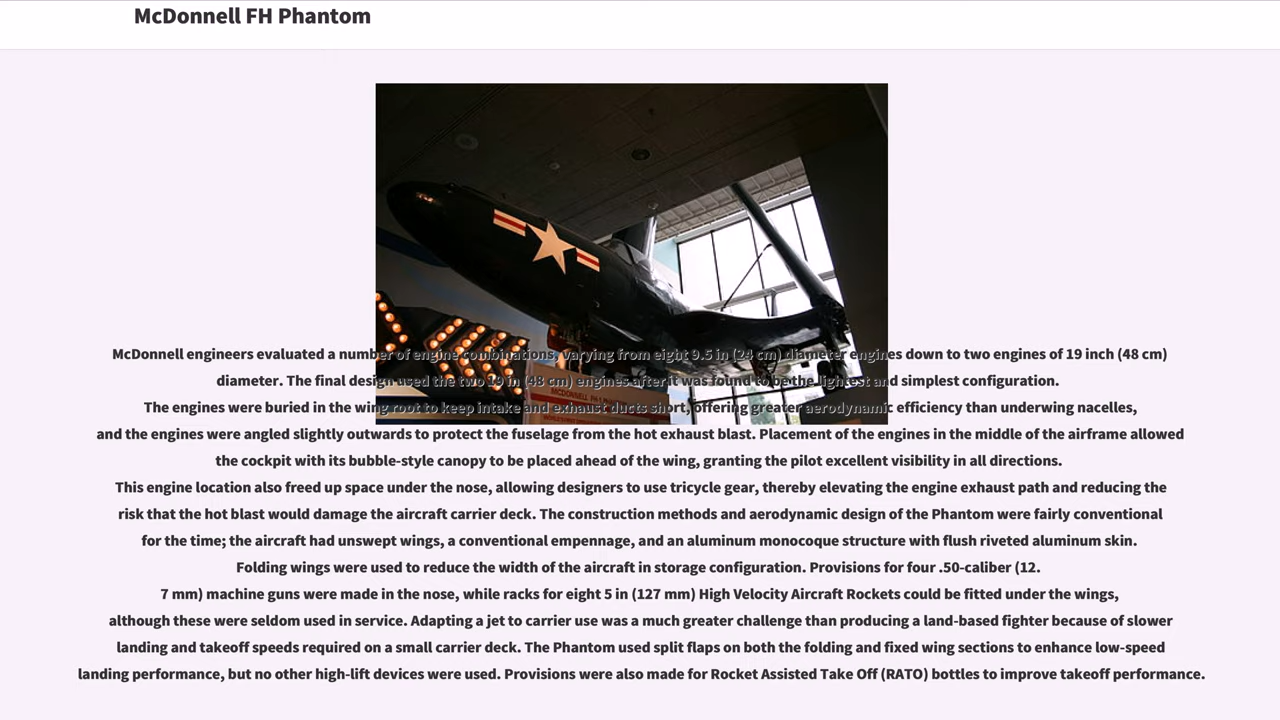 McDonnell FH Phantom
McDonnell engineers evaluated a number of engine combinations, varying from eight 9.5 in (24 cm) diameter engines down to two engines of 19 inch (48 cm)
diameter. The final design used the two 19 in (48 cm) engines after it was found to be the lightest and simplest configuration.
The engines were buried in the wing root to keep intake and exhaust ducts short, offering greater aerodynamic efficiency than underwing nacelles,
and the engines were angled slightly outwards to protect the fuselage from the hot exhaust blast. Placement of the engines in the middle of the airframe allowed
the cockpit with its bubble-style canopy to be placed ahead of the wing, granting the pilot excellent visibility in all directions.
This engine location also freed up space under the nose, allowing designers to use tricycle gear, thereby elevating the engine exhaust path and reducing the
risk that the hot blast would damage the aircraft carrier deck. The construction methods and aerodynamic design of the Phantom were fairly conventional
for the time; the aircraft had unswept wings, a conventional empennage, and an aluminum monocoque structure with flush riveted aluminum skin.
Folding wings were used to reduce the width of the aircraft in storage configuration. Provisions for four .50-caliber (12.
7 mm) machine guns were made in the nose, while racks for eight 5 in (127 mm) High Velocity Aircraft Rockets could be fitted under the wings,
although these were seldom used in service. Adapting a jet to carrier use was a much greater challenge than producing a land-based fighter because of slower
landing and takeoff speeds required on a small carrier deck. The Phantom used split flaps on both the folding and fixed wing sections to enhance low-speed
landing performance, but no other high-lift devices were used. Provisions were also made for Rocket Assisted Take Off (RATO) bottles to improve takeoff performance.